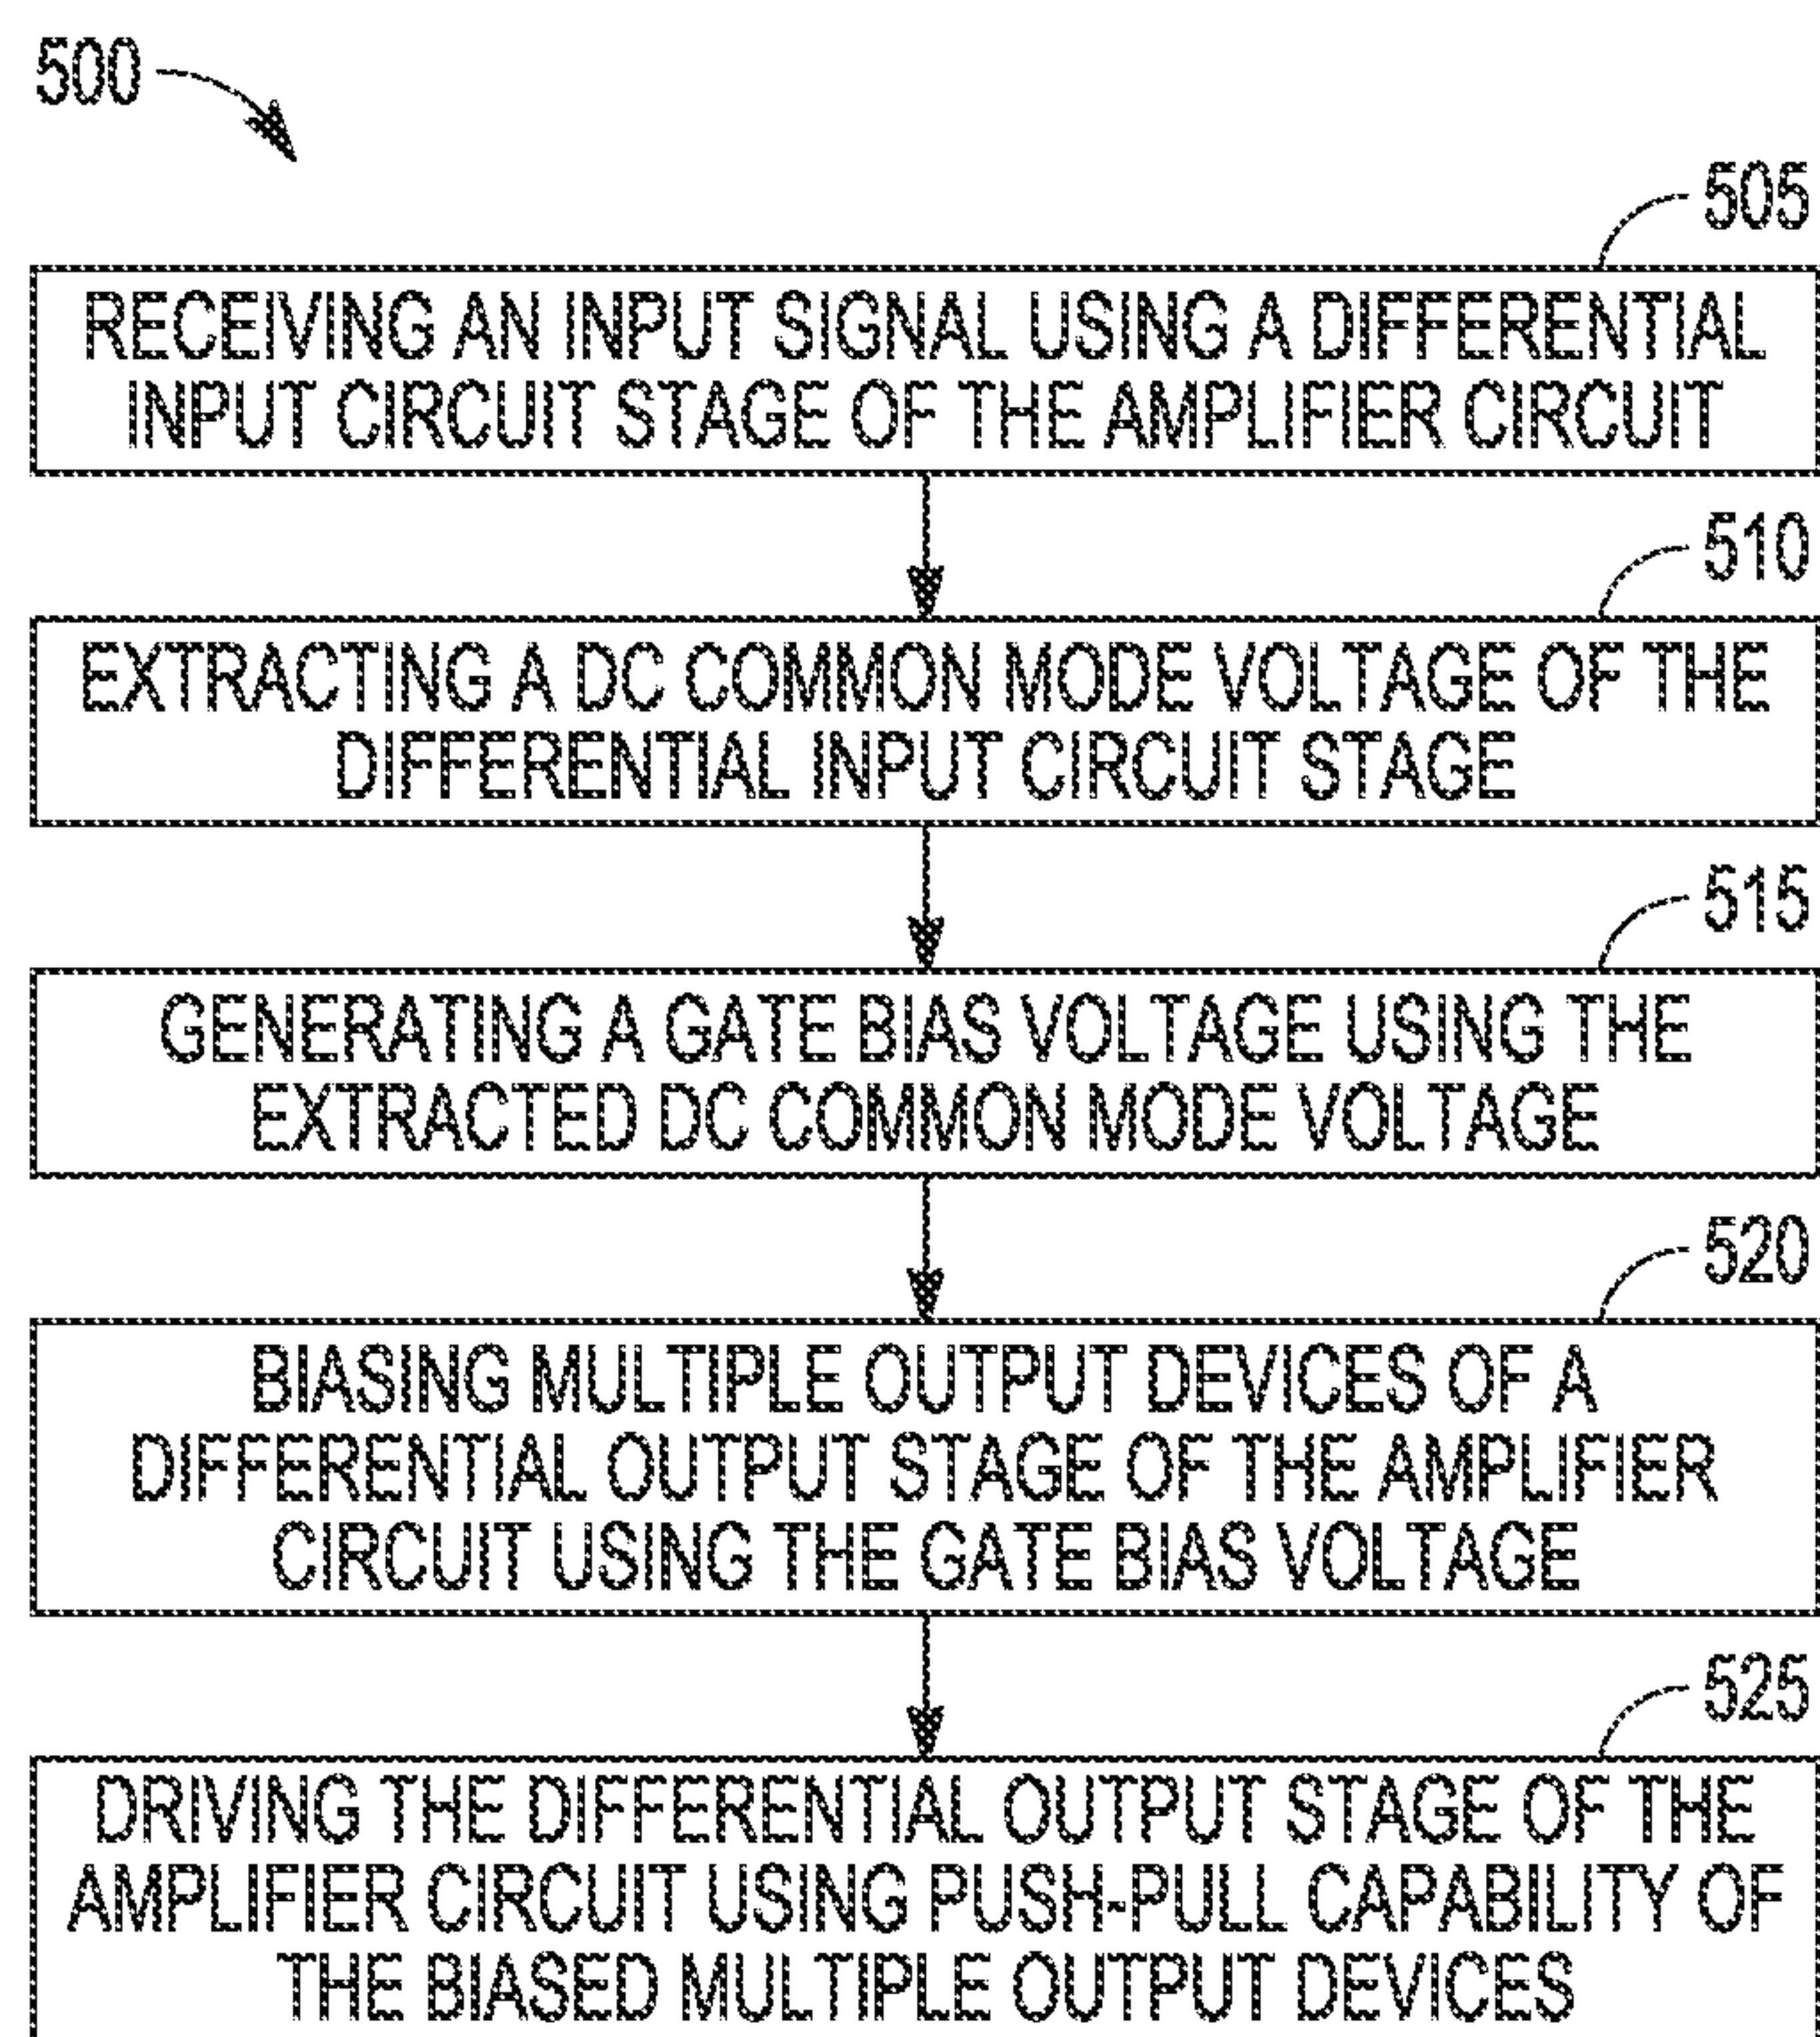 500
505
RECEIVING AN INPUT SIGNAL USING A DIFFERENTIAL
INPUT CIRCUIT STAGE OF THE AMPLIFIER CIRCUIT
510
EXTRACTING A DC COMMON MODE VOLTAGE OF THE
DIFFERENTIAL INPUT CIRCUIT STAGE
515
GENERATING A GATE BIAS VOLTAGE USING THE
EXTRACTED DC COMMON MODE VOLTAGE
520
BIASING MULTIPLE OUTPUT DEVICES OF A
DIFFERENTIAL OUTPUT STAGE OF THE AMPLIFIER
CIRCUIT USING THE GATE BIAS VOLTAGE
525
DRIVING THE DIFFERENTIAL OUTPUT STAGE OF THE
AMPLIFIER CIRCUIT USING PUSH-PULL CAPABILITY OF
THE BIASED MULTIPLE OUTPUT DEVICES